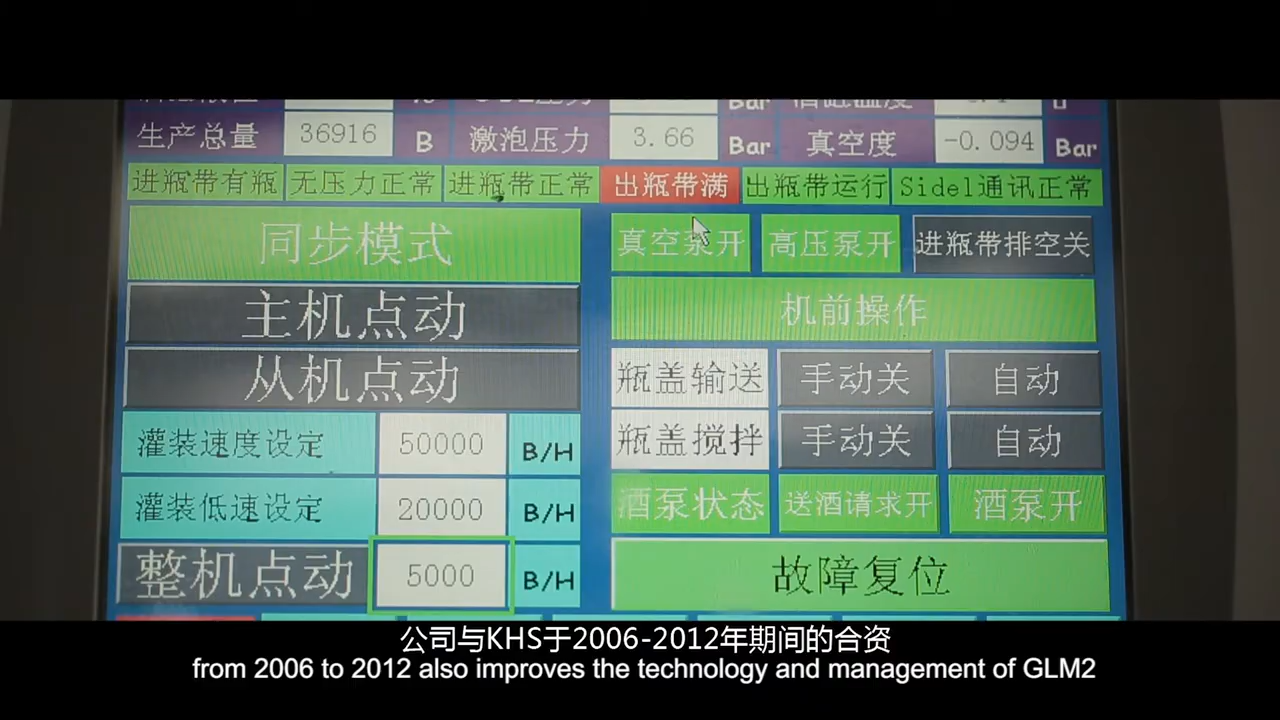 生产总量 36916 B 激泡压力 3.66 Bar 真空度 -0.094 Bar
进瓶带有瓶 无压力正常 进瓶带正常 出瓶带满 出瓶带运行 Sidel通讯正常
同步模式 真空泵开 高压泵开 进瓶带排空关
主机点动 机前操作
从机点动 瓶盖输送 手动关 自动
灌装速度设定 50000 B/H 瓶盖搅拌 手动关 自动
灌装低速设定 20000 B/H 酒泵状态 送酒请求开 酒泵开
整机点动 5000 B/H 故障复位
公司与KHS于2006-2012年期间的合资
from 2006 to 2012 also improves the technology and management of GLM2